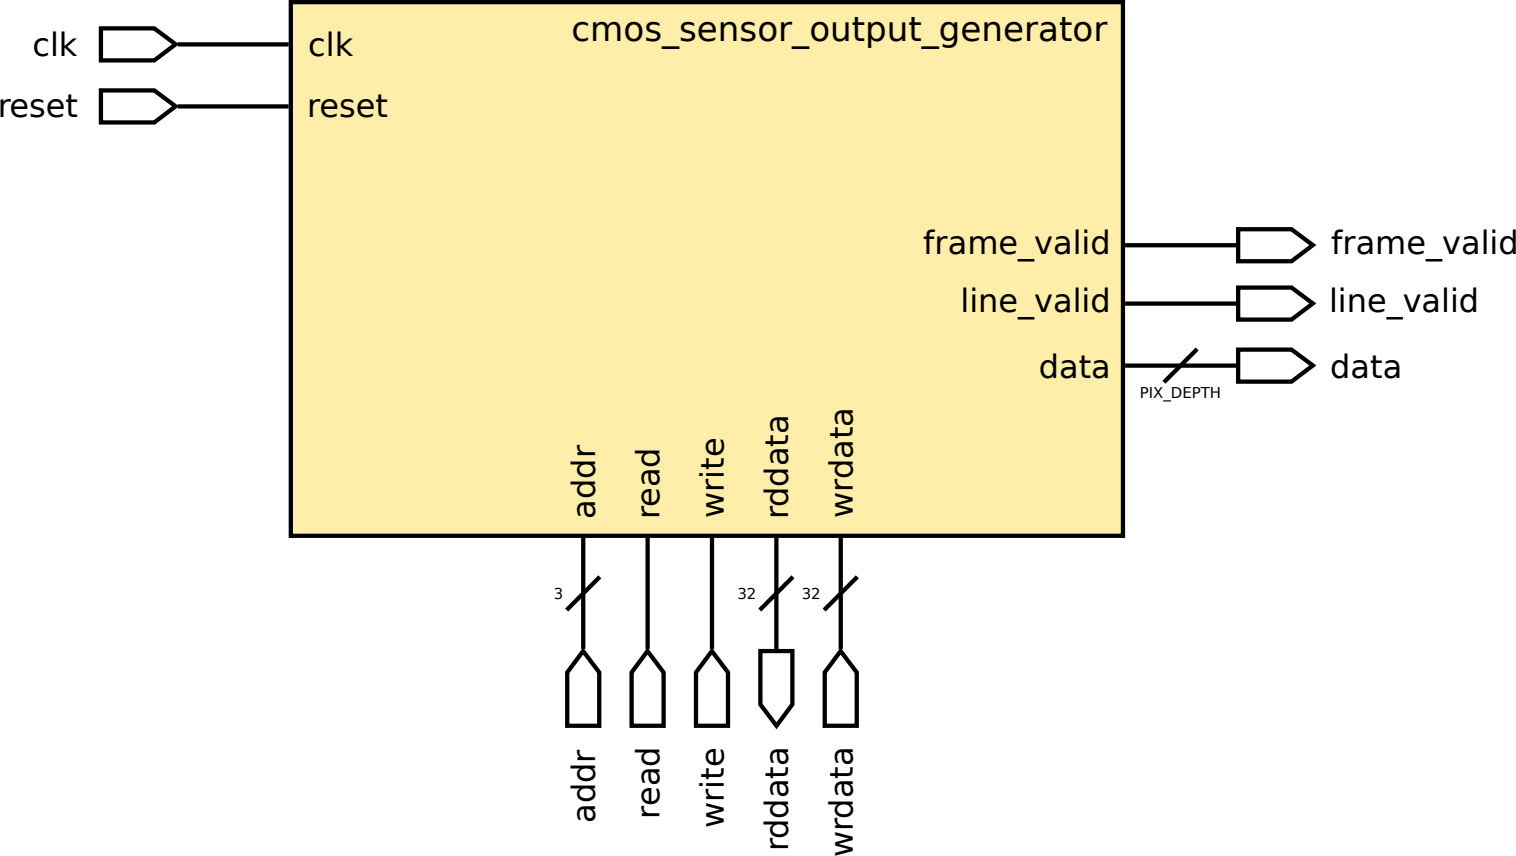 cmos_sensor_output_generator
clk clk
reset reset
frame_valid frame_valid
line_valid line_valid
data data
PIX_DEPTH
addr read write rddata wrdata
3 32 32
addr read write rddata wrdata